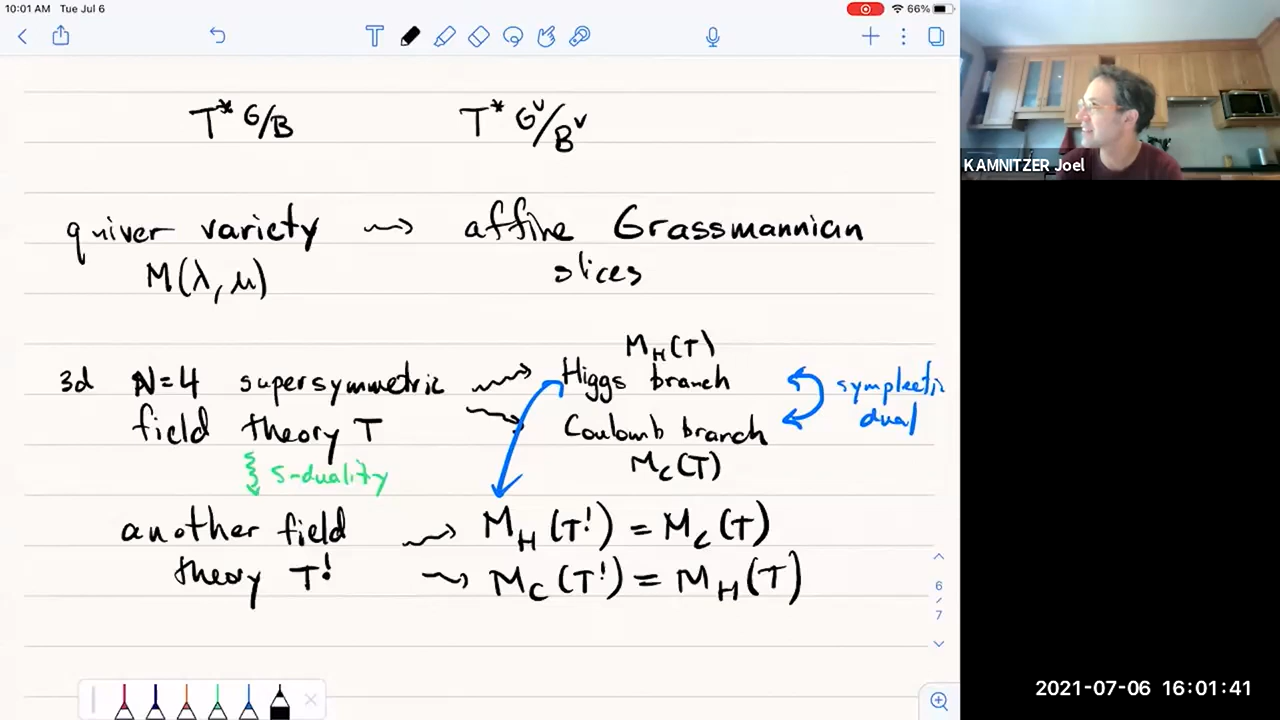 10:01 AM Tue Jul 6
66%
T* G/B T* G^∨/B^∨
quiver variety ⇝ affine Grassmannian
M(λ, μ) slices
M_H(T)
3d N=4 supersymmetric ⇝ Higgs branch
field theory T ⇝ Coulomb branch
M_C(T)
symplectic
dual
S-duality
another field ⇝ M_H(T!) = M_C(T)
theory T! ⇝ M_C(T!) = M_H(T)
6
/
7
KAMNITZER Joel
2021-07-06 16:01:41